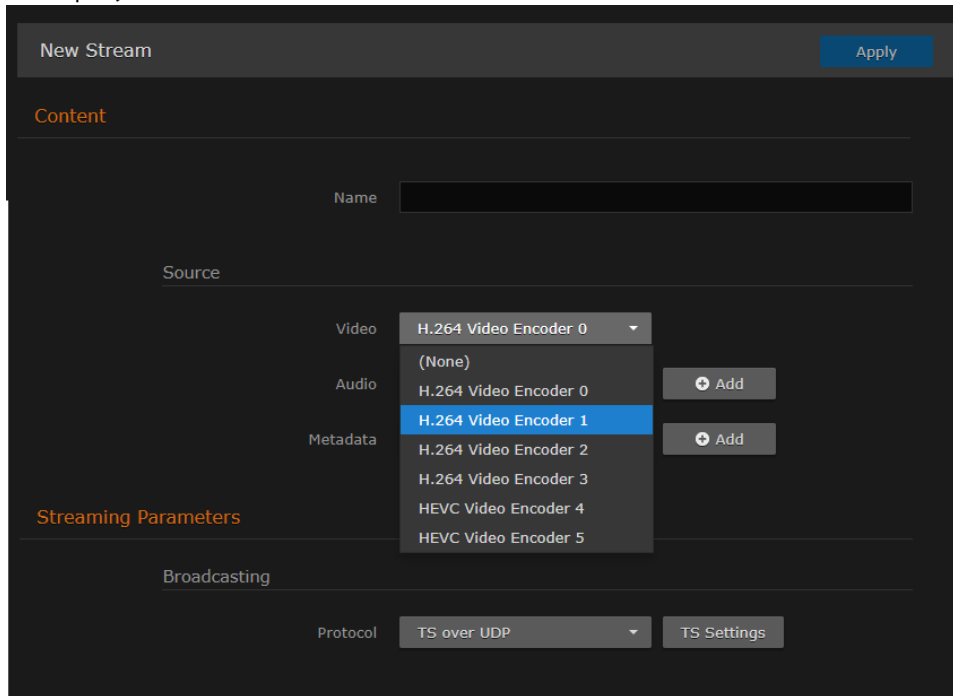 New Stream
Apply
Content
Name
Source
Video
H.264 Video Encoder 0
(None)
Audio
H.264 Video Encoder 0
Add
H.264 Video Encoder 1
Metadata
H.264 Video Encoder 2
Add
H.264 Video Encoder 3
HEVC Video Encoder 4
Streaming Parameters
HEVC Video Encoder 5
Broadcasting
Protocol
TS over UDP
TS Settings